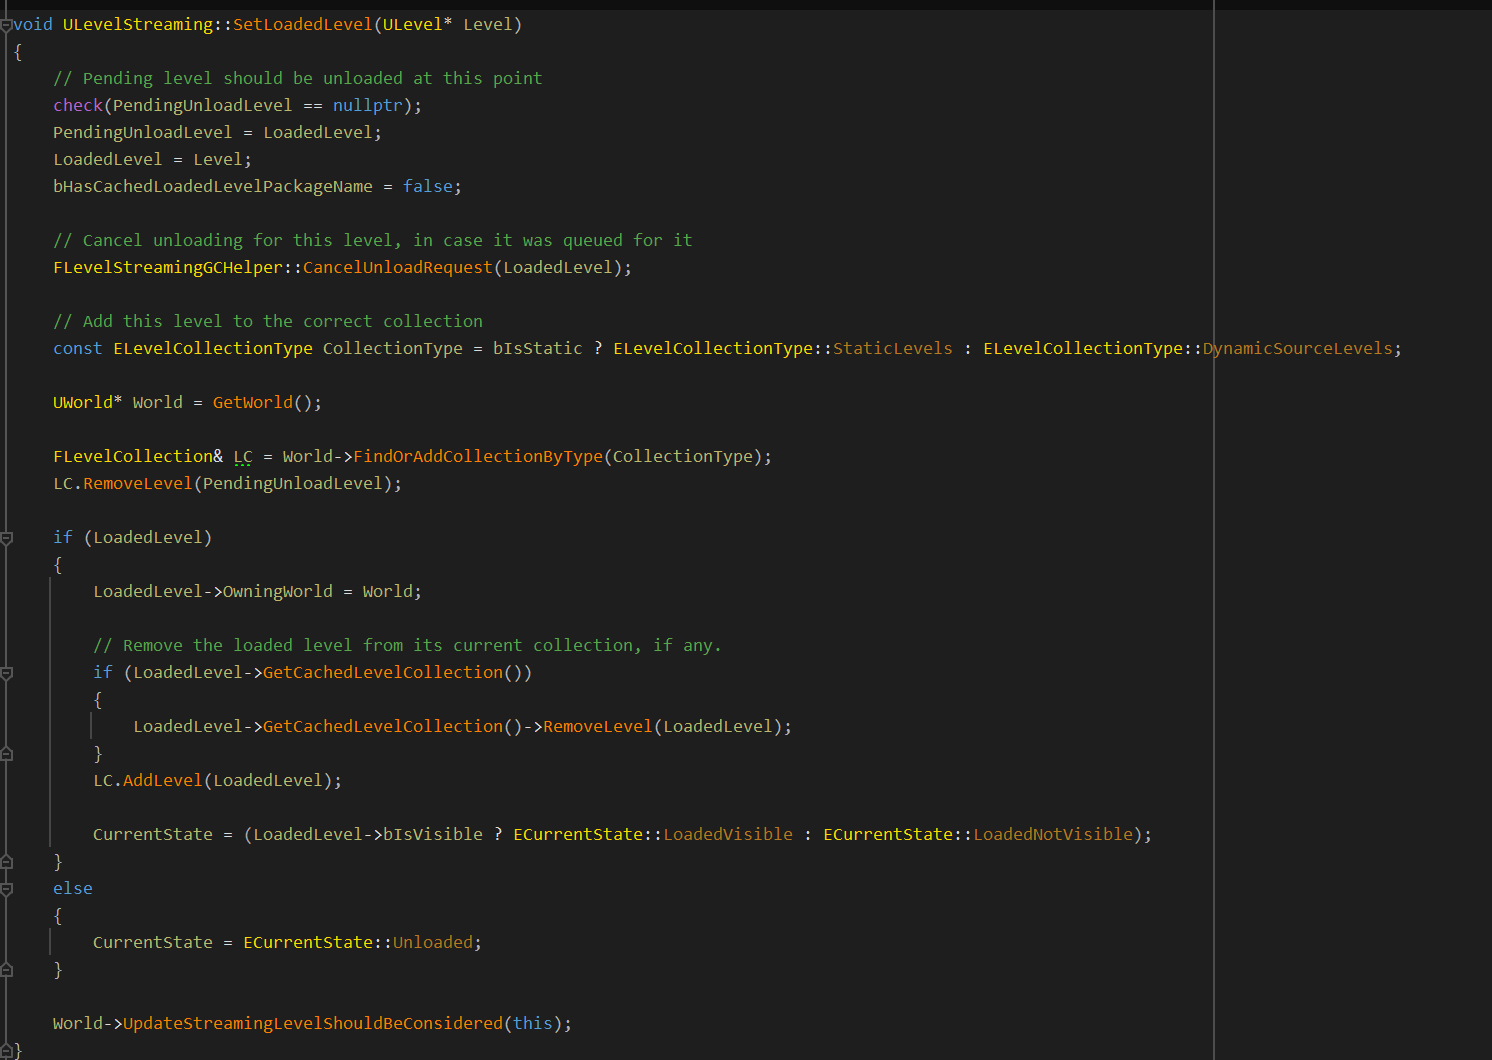 void ULevelStreaming::SetLoadedLevel(ULevel* Level)
{
    // Pending level should be unloaded at this point
    check(PendingUnloadLevel == nullptr);
    PendingUnloadLevel = LoadedLevel;
    LoadedLevel = Level;
    bHasCachedLoadedLevelPackageName = false;

    // Cancel unloading for this level, in case it was queued for it
    FLevelStreamingGCHelper::CancelUnloadRequest(LoadedLevel);

    // Add this level to the correct collection
    const ELevelCollectionType CollectionType = bIsStatic ? ELevelCollectionType::StaticLevels : ELevelCollectionType::DynamicSourceLevels;

    UWorld* World = GetWorld();

    FLevelCollection& LC = World->FindOrAddCollectionByType(CollectionType);
    LC.RemoveLevel(PendingUnloadLevel);

    if (LoadedLevel)
    {
        LoadedLevel->OwningWorld = World;

        // Remove the loaded level from its current collection, if any.
        if (LoadedLevel->GetCachedLevelCollection())
        {
            LoadedLevel->GetCachedLevelCollection()->RemoveLevel(LoadedLevel);
        }
        LC.AddLevel(LoadedLevel);

        CurrentState = (LoadedLevel->bIsVisible ? ECurrentState::LoadedVisible : ECurrentState::LoadedNotVisible);
    }
    else
    {
        CurrentState = ECurrentState::Unloaded;
    }

    World->UpdateStreamingLevelShouldBeConsidered(this);
}